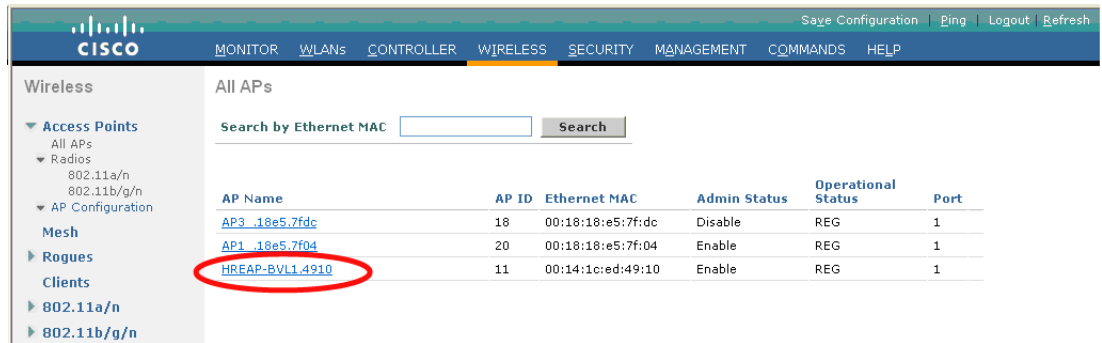 Save Configuration | Ping | Logout | Refresh
CISCO
MONITOR WLANs CONTROLLER WIRELESS SECURITY MANAGEMENT COMMANDS HELP
Wireless
Access Points
All APs
Radios
802.11a/n
802.11b/g/n
AP Configuration
Mesh
Rogues
Clients
802.11a/n
802.11b/g/n
All APs
Search by Ethernet MAC Search
AP Name AP ID Ethernet MAC Admin Status Operational Status Port
AP3_.18e5.7fdc 18 00:18:18:e5:7f:dc Disable REG 1
AP1_.18e5.7f04 20 00:18:18:e5:7f:04 Enable REG 1
HREAP-BVL1.4910 11 00:14:1c:ed:49:10 Enable REG 1